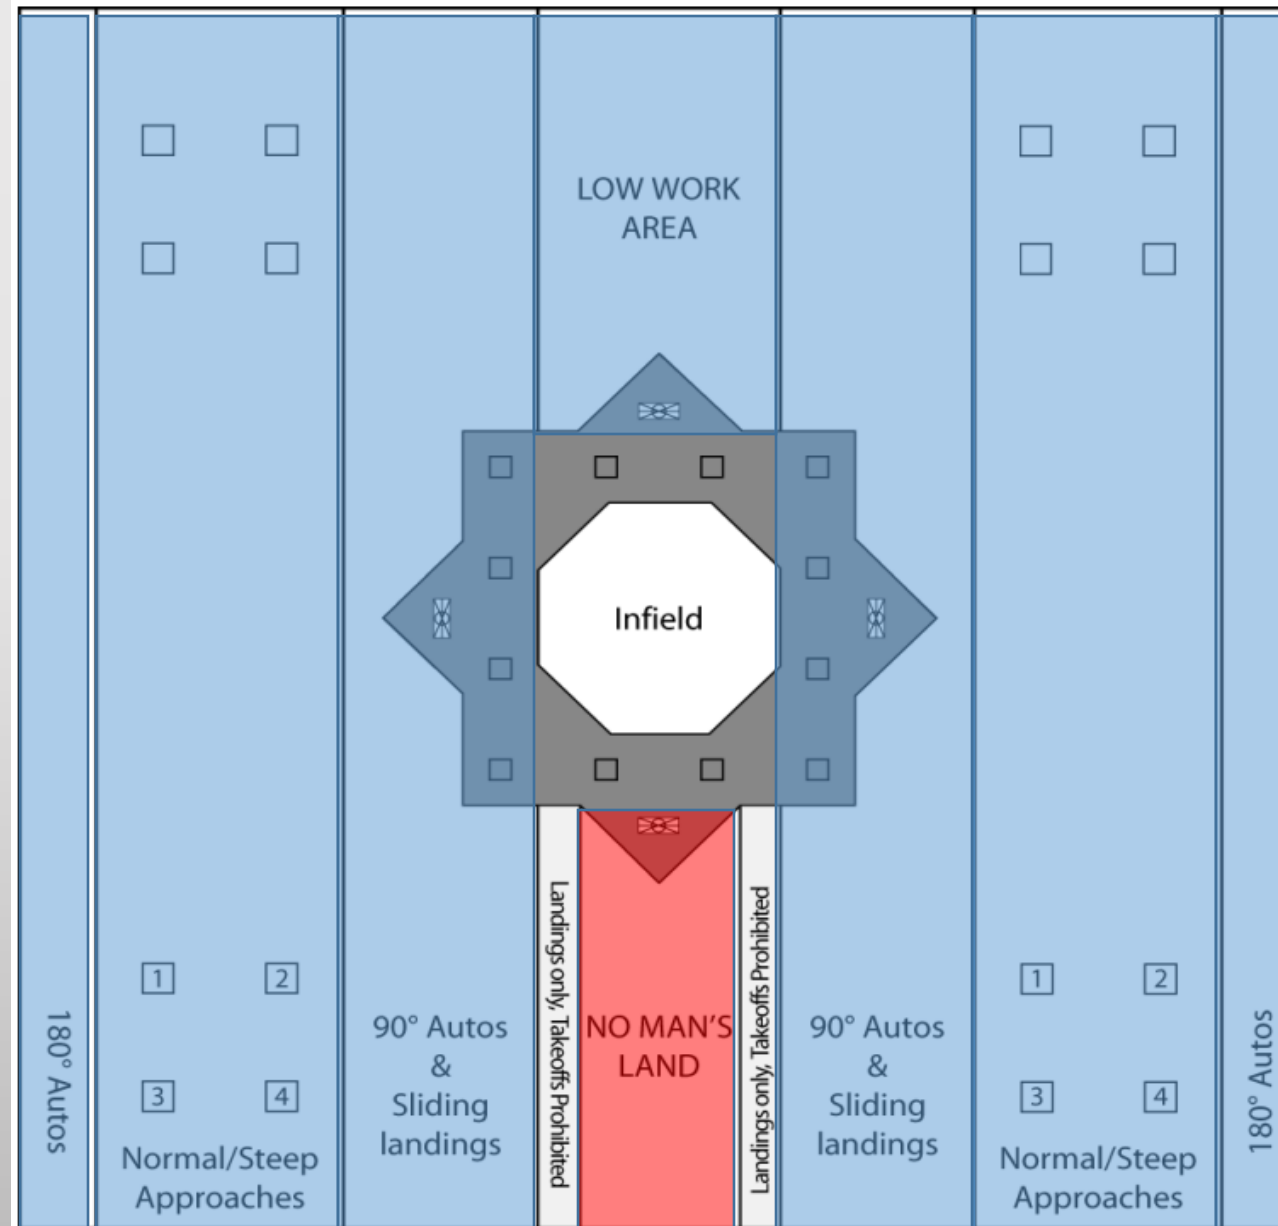 LOW WORK
AREA
Infield
180° Autos
1
2
3
4
Normal/Steep
Approaches
90° Autos
&
Sliding
landings
Landings only, Takeoffs Prohibited
NO MAN'S
LAND
Landings only, Takeoffs Prohibited
90° Autos
&
Sliding
landings
1
2
3
4
Normal/Steep
Approaches
180° Autos